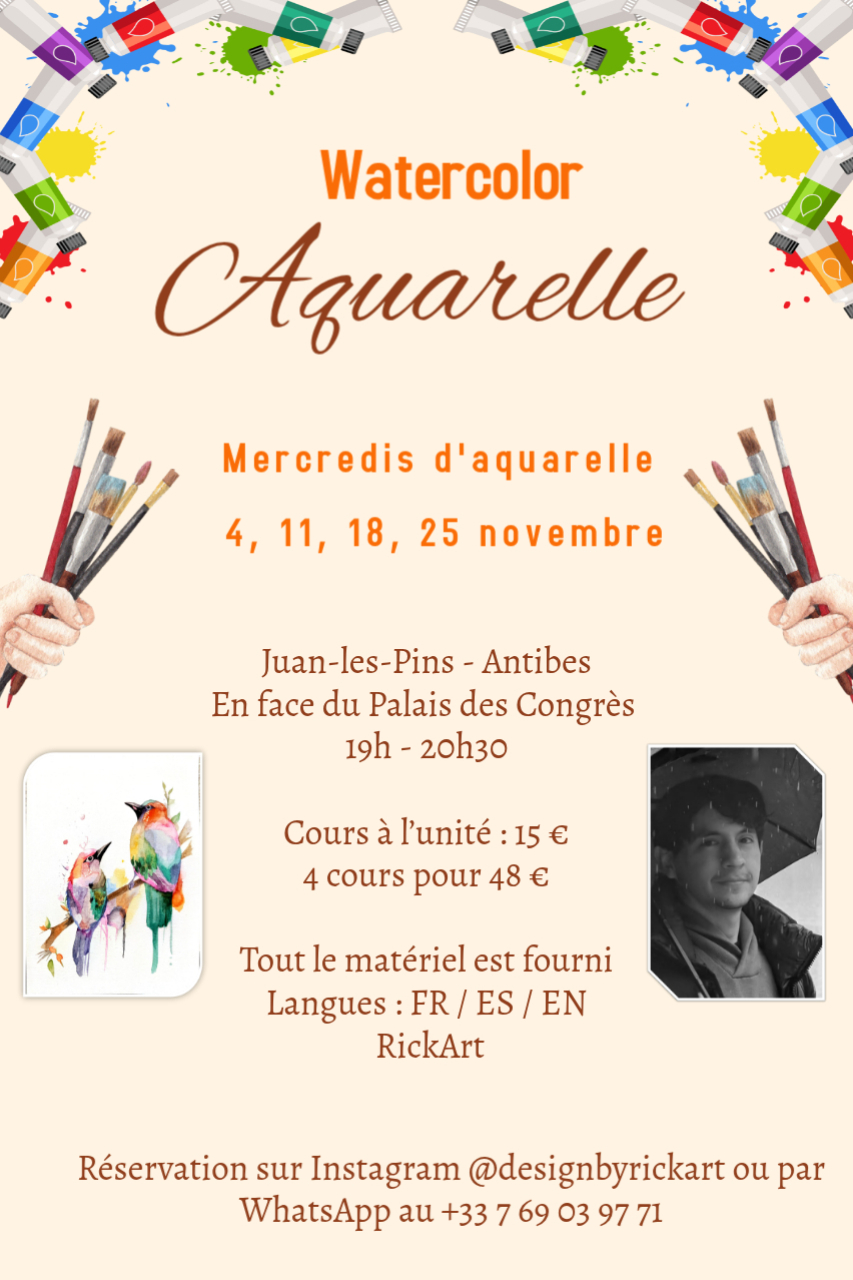 Watercolor
Aquarelle
Mercredis d'aquarelle
4, 11, 18, 25 novembre
Juan-les-Pins - Antibes
En face du Palais des Congrès
19h - 20h30
Cours à l’unité : 15 €
4 cours pour 48 €
Tout le matériel est fourni
Langues : FR / ES / EN
RickArt
Réservation sur Instagram @designbyrickart ou par
WhatsApp au +33 7 69 03 97 71